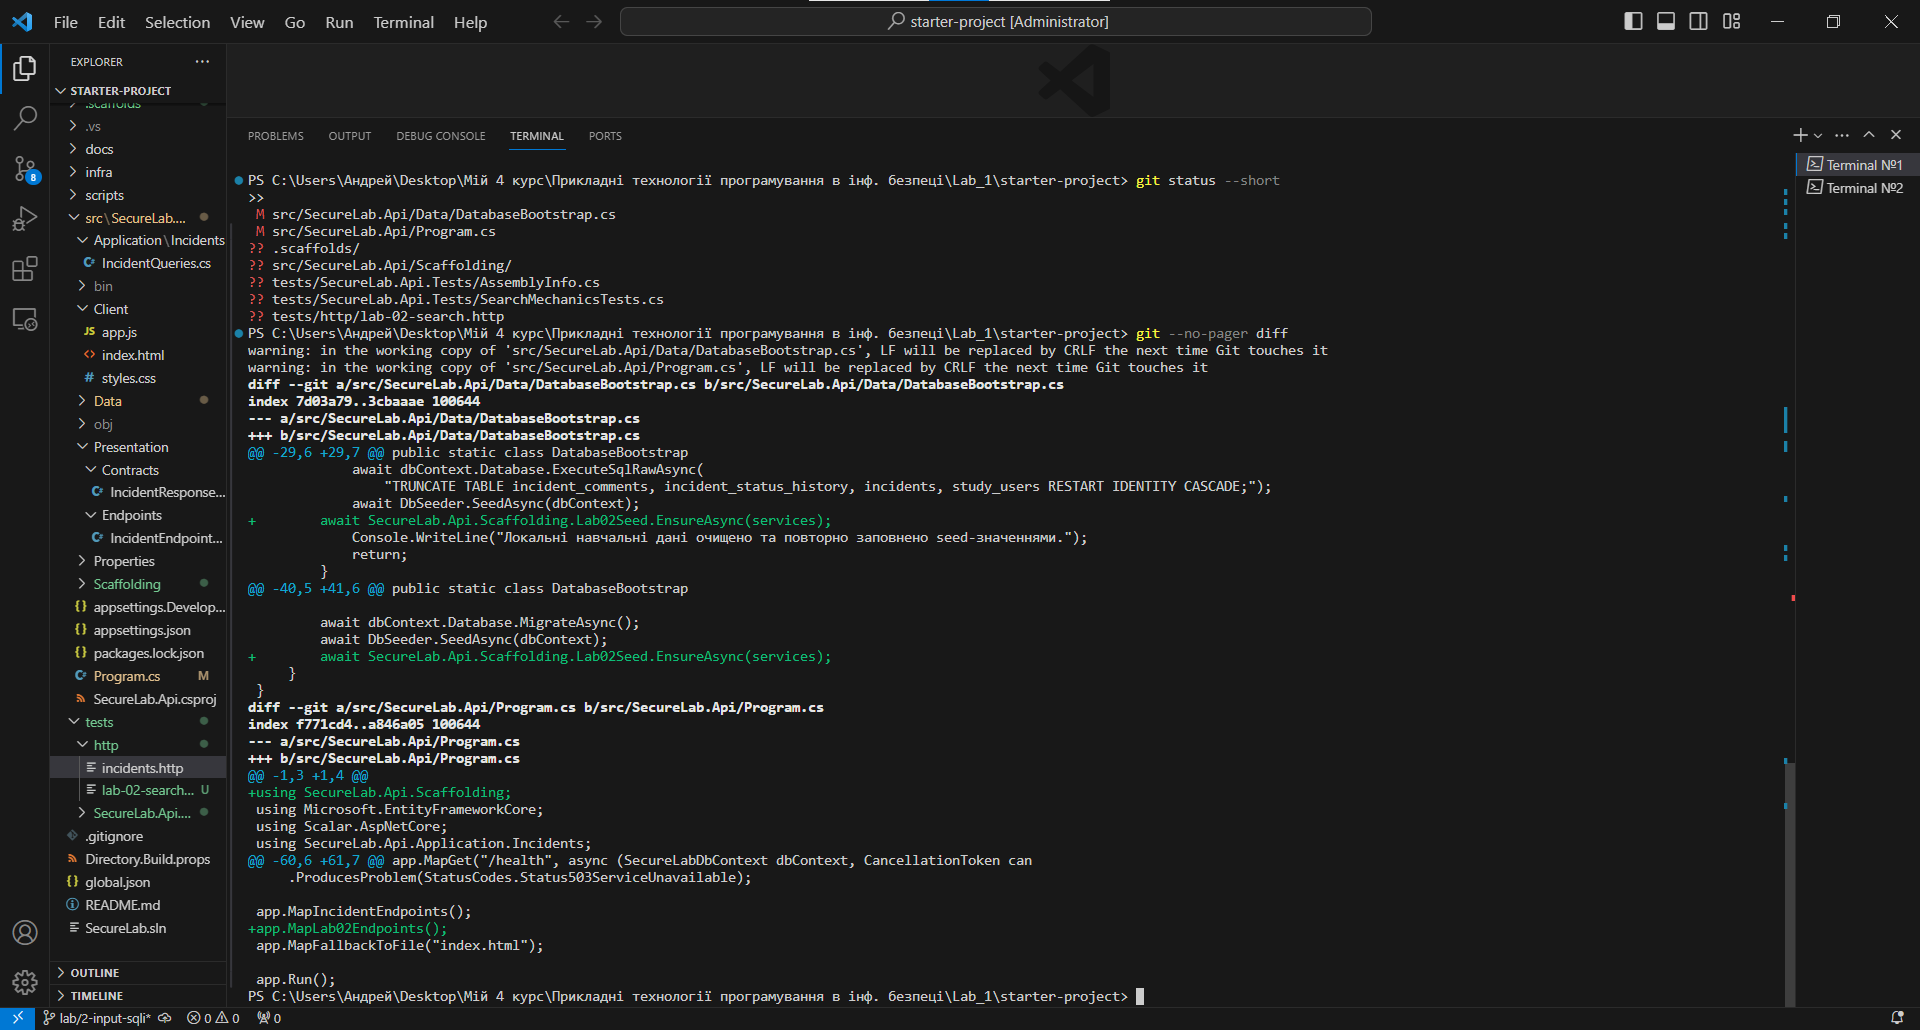 File Edit Selection View Go Run Terminal Help
starter-project [Administrator]
EXPLORER
STARTER-PROJECT
.scaffolds
.vs
docs
infra
scripts
src\SecureLab....
Application\Incidents
IncidentQueries.cs
bin
Client
JS app.js
<> index.html
# styles.css
Data
obj
Presentation
Contracts
IncidentResponse...
Endpoints
IncidentEndpoint...
Properties
Scaffolding
{} appsettings.Develop...
{} appsettings.json
{} packages.lock.json
Program.cs M
SecureLab.Api.csproj
tests
http
incidents.http
lab-02-search... U
SecureLab.Api....
.gitignore
Directory.Build.props
{} global.json
README.md
SecureLab.sln
OUTLINE
TIMELINE
8
PROBLEMS OUTPUT DEBUG CONSOLE TERMINAL PORTS
PS C:\Users\Андрей\Desktop\Мій 4 курс\Прикладні технології програмування в інф. безпеці\Lab_1\starter-project> git status --short
>>
 M src/SecureLab.Api/Data/DatabaseBootstrap.cs
 M src/SecureLab.Api/Program.cs
?? .scaffolds/
?? src/SecureLab.Api/Scaffolding/
?? tests/SecureLab.Api.Tests/AssemblyInfo.cs
?? tests/SecureLab.Api.Tests/SearchMechanicsTests.cs
?? tests/http/lab-02-search.http
PS C:\Users\Андрей\Desktop\Мій 4 курс\Прикладні технології програмування в інф. безпеці\Lab_1\starter-project> git --no-pager diff
warning: in the working copy of 'src/SecureLab.Api/Data/DatabaseBootstrap.cs', LF will be replaced by CRLF the next time Git touches it
warning: in the working copy of 'src/SecureLab.Api/Program.cs', LF will be replaced by CRLF the next time Git touches it
diff --git a/src/SecureLab.Api/Data/DatabaseBootstrap.cs b/src/SecureLab.Api/Data/DatabaseBootstrap.cs
index 7d03a79..3cbaaae 100644
--- a/src/SecureLab.Api/Data/DatabaseBootstrap.cs
+++ b/src/SecureLab.Api/Data/DatabaseBootstrap.cs
@@ -29,6 +29,7 @@ public static class DatabaseBootstrap
await dbContext.Database.ExecuteSqlRawAsync(
"TRUNCATE TABLE incident_comments, incident_status_history, incidents, study_users RESTART IDENTITY CASCADE;");
await DbSeeder.SeedAsync(dbContext);
+ await SecureLab.Api.Scaffolding.Lab02Seed.EnsureAsync(services);
Console.WriteLine("Локальні навчальні дані очищено та повторно заповнено seed-значеннями.");
return;
}
@@ -40,5 +41,6 @@ public static class DatabaseBootstrap
await dbContext.Database.MigrateAsync();
await DbSeeder.SeedAsync(dbContext);
+ await SecureLab.Api.Scaffolding.Lab02Seed.EnsureAsync(services);
}
}
diff --git a/src/SecureLab.Api/Program.cs b/src/SecureLab.Api/Program.cs
index f771cd4..a846a05 100644
--- a/src/SecureLab.Api/Program.cs
+++ b/src/SecureLab.Api/Program.cs
@@ -1,3 +1,4 @@
+using SecureLab.Api.Scaffolding;
using Microsoft.EntityFrameworkCore;
using Scalar.AspNetCore;
using SecureLab.Api.Application.Incidents;
@@ -60,6 +61,7 @@ app.MapGet("/health", async (SecureLabDbContext dbContext, CancellationToken can
.ProducesProblem(StatusCodes.Status503ServiceUnavailable);
app.MapIncidentEndpoints();
+app.MapLab02Endpoints();
app.MapFallbackToFile("index.html");
app.Run();
PS C:\Users\Андрей\Desktop\Мій 4 курс\Прикладні технології програмування в інф. безпеці\Lab_1\starter-project>
Terminal №1
Terminal №2
lab/2-input-sqli* 0 0 0